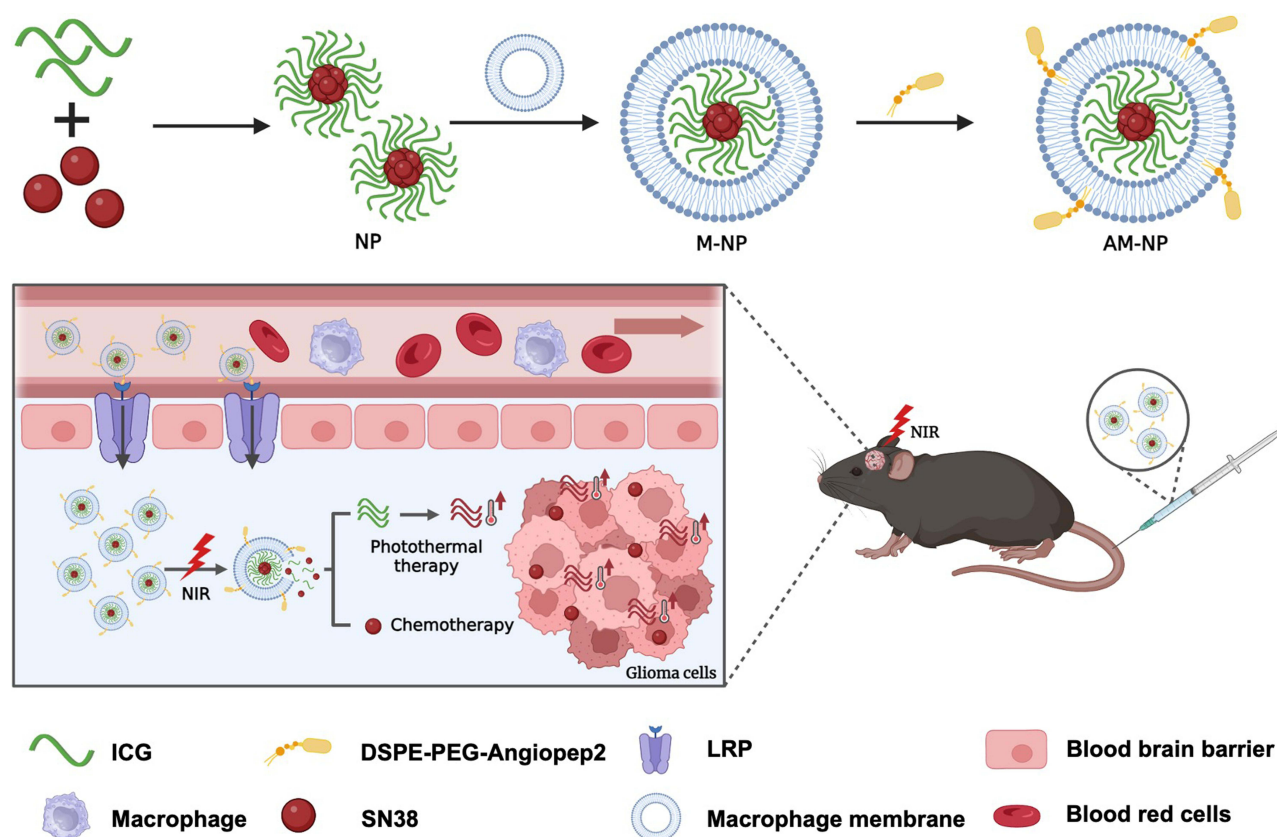 +
NP
M-NP
AM-NP
NIR
NIR
Photothermal
therapy
Chemotherapy
Glioma cells
ICG
DSPE-PEG-Angiopep2
LRP
Blood brain barrier
Macrophage
SN38
Macrophage membrane
Blood red cells